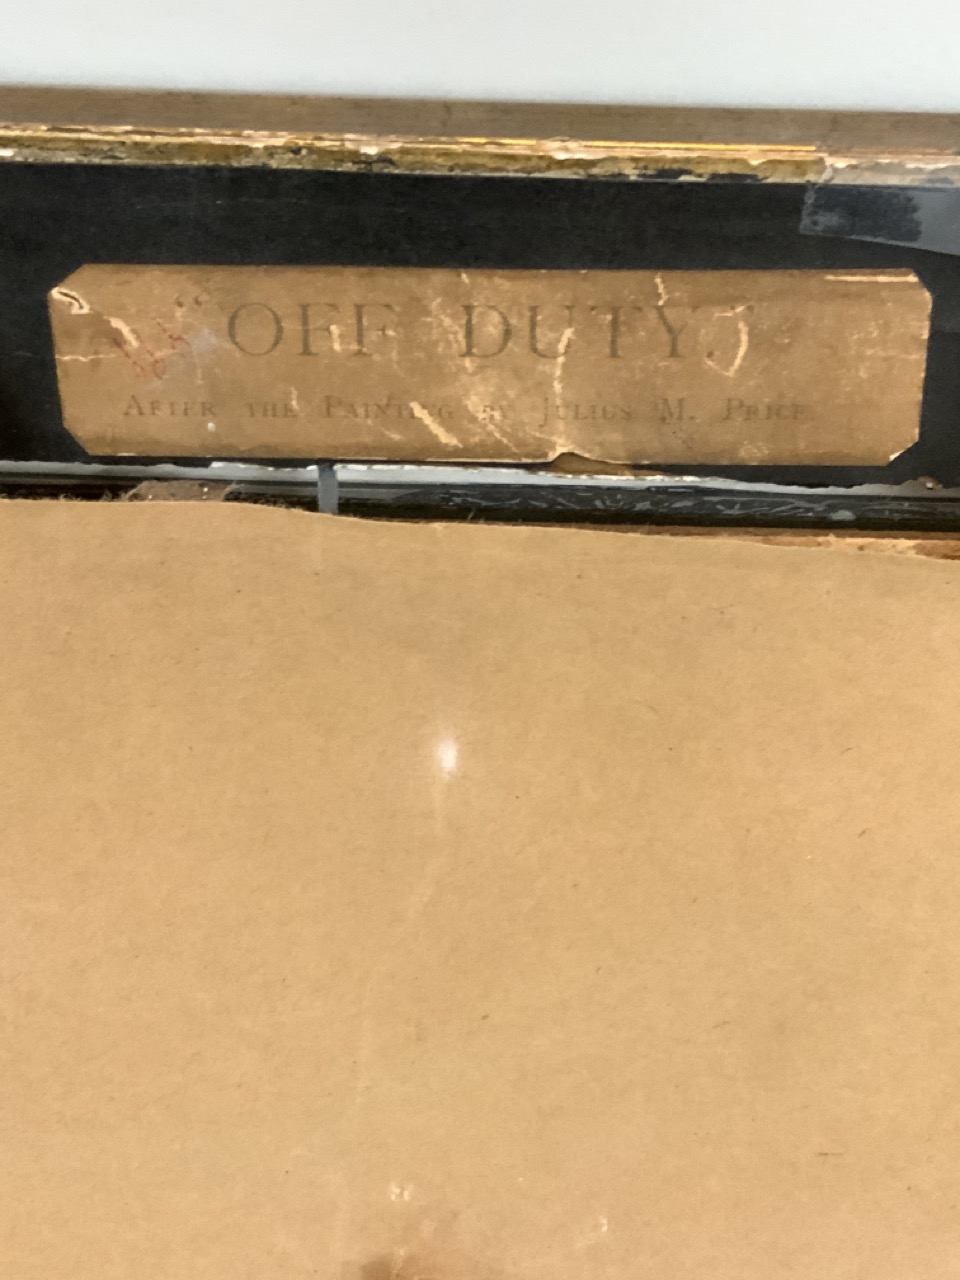 "OFF DUTY."
After the Painting by Julius M. Price.